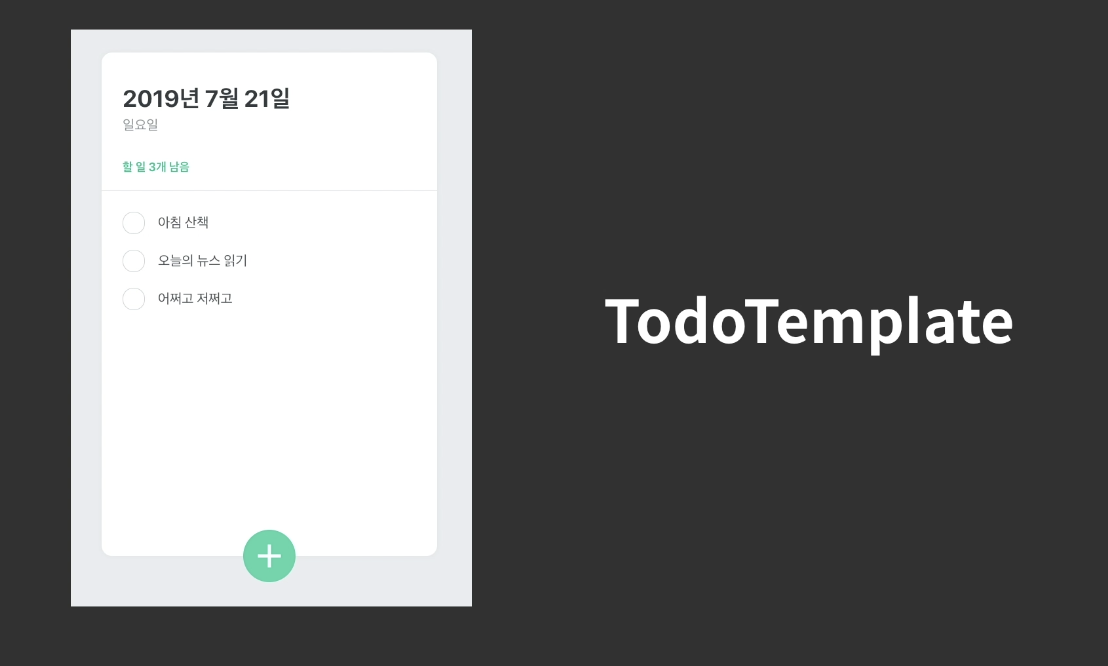 2019년 7월 21일
일요일
할 일 3개 남음
아침 산책
오늘의 뉴스 읽기
어쩌고 저쩌고
TodoTemplate